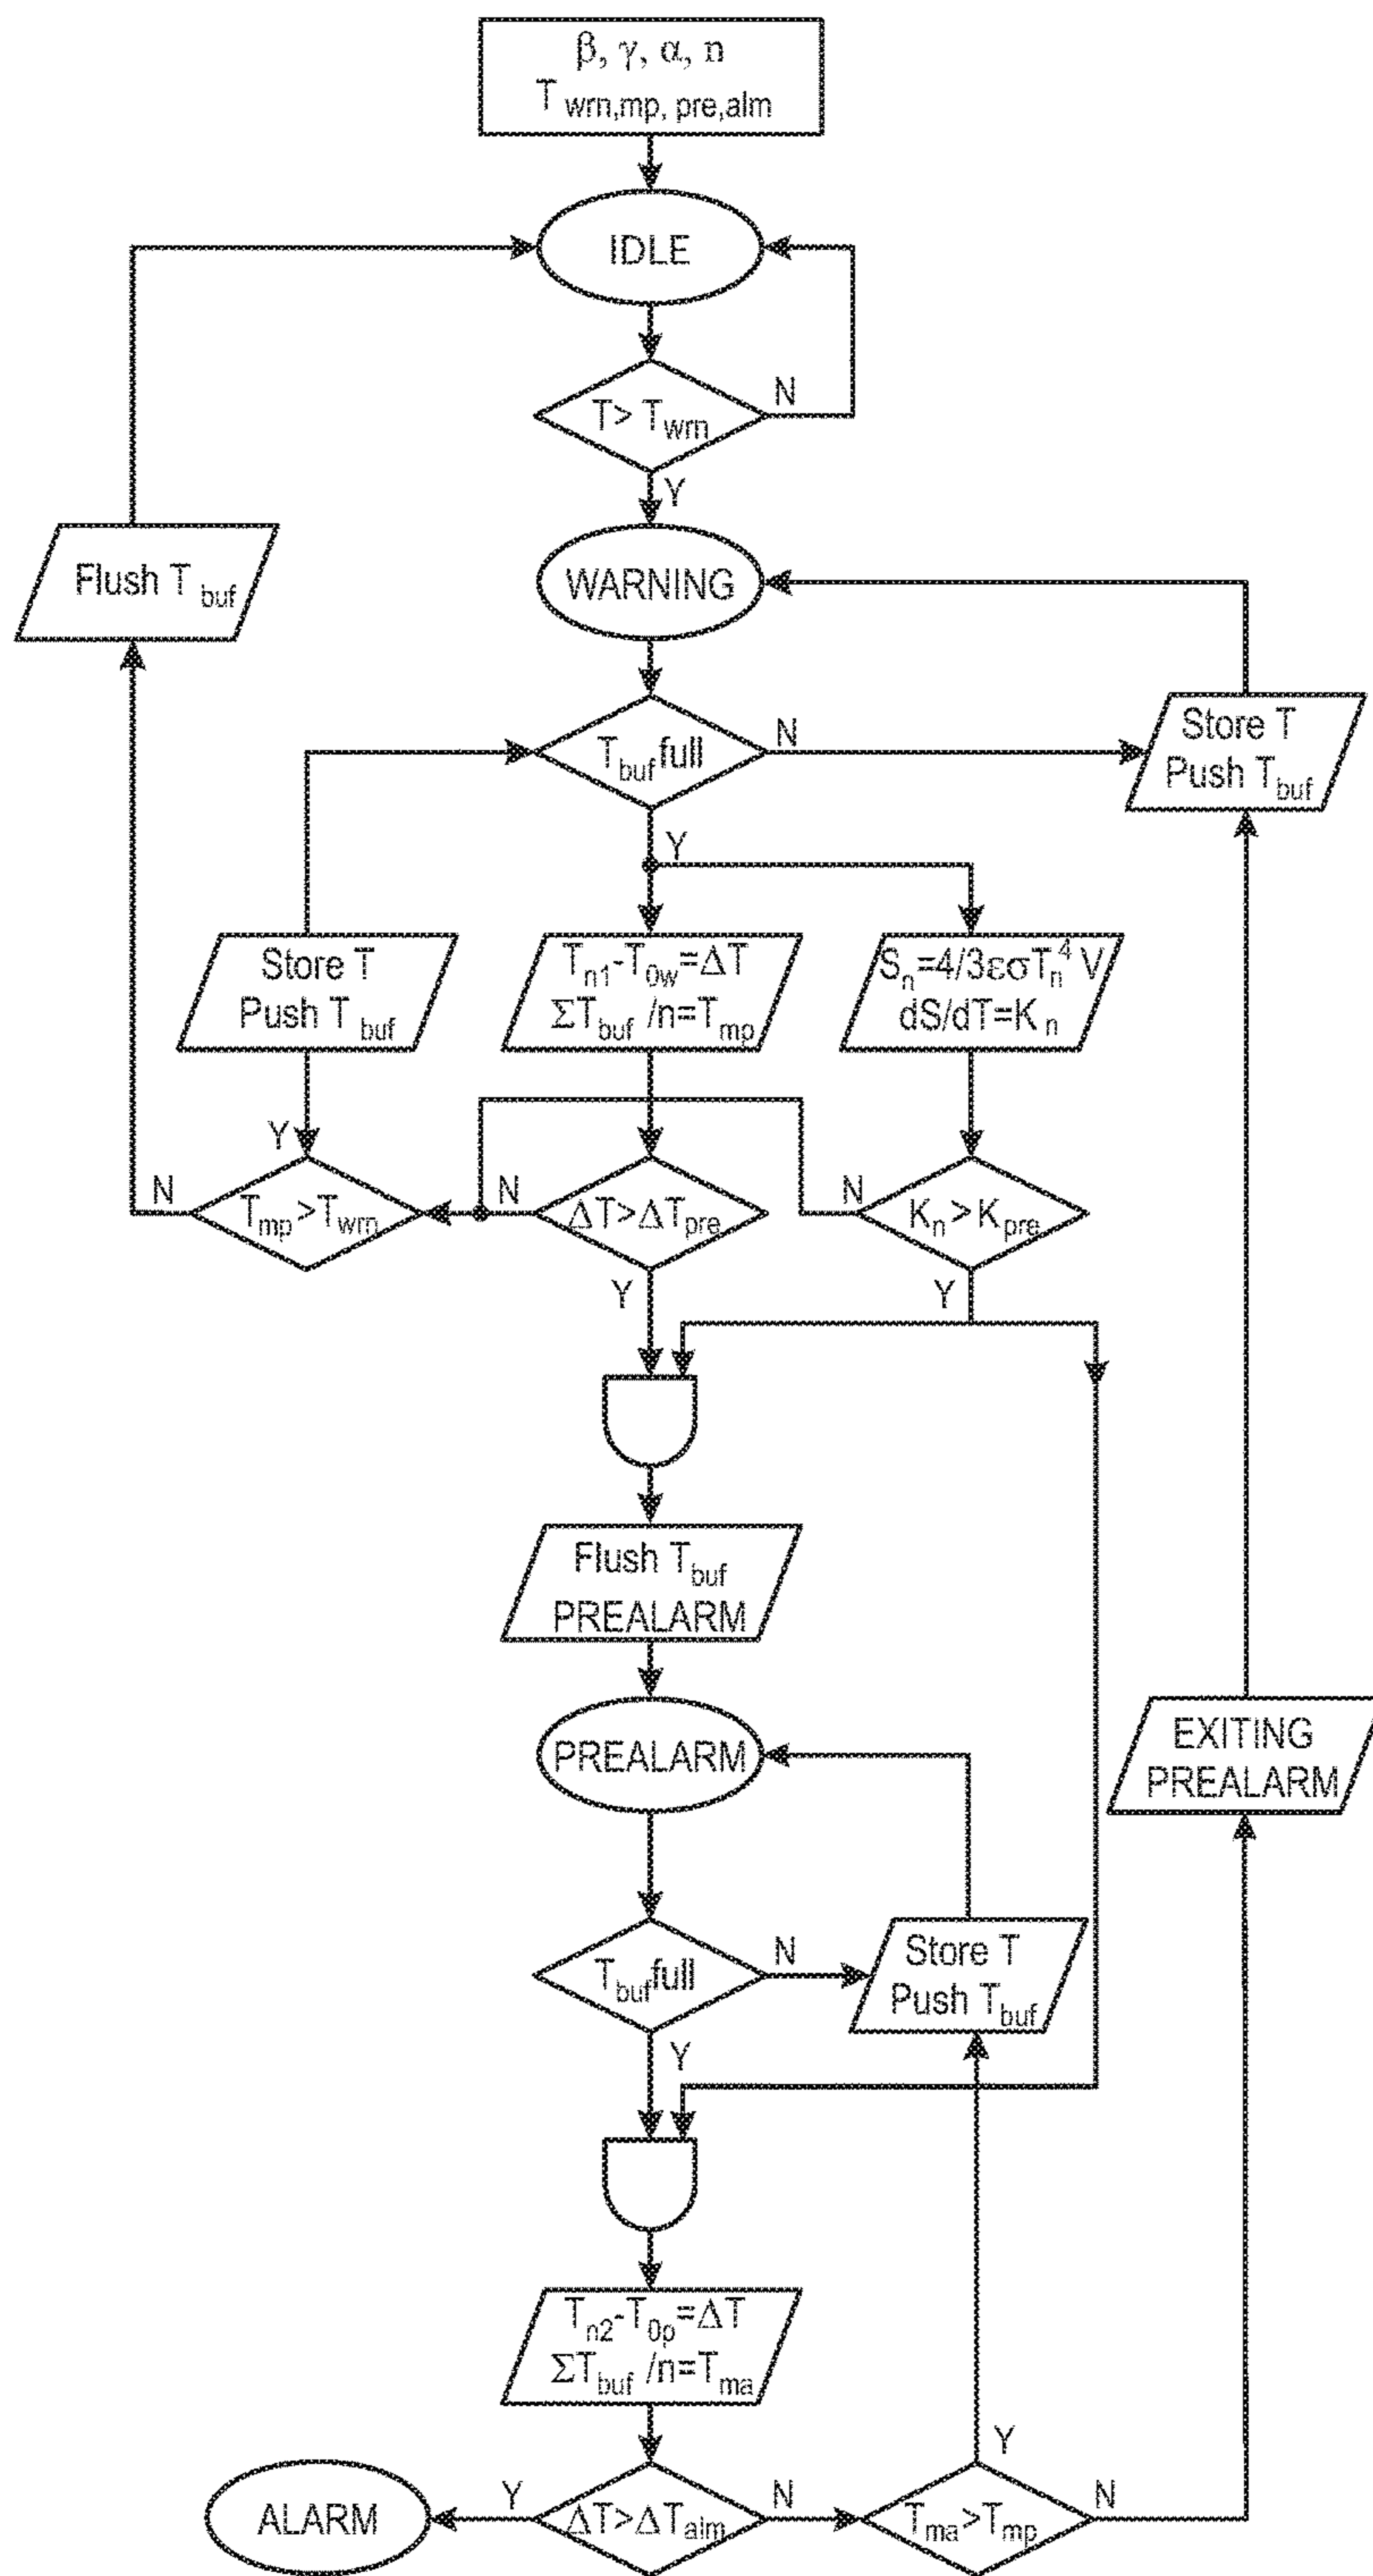 β, γ, α, n
T wrn,mp, pre,alm
IDLE
T> Twrn
N
Y
Flush T buf
WARNING
Tbuf full
N
Store T
Push Tbuf
Y
Store T
Push T buf
Tn1-T0w=ΔT
ΣTbuf /n=Tmp
Sn=4/3εσTn⁴ V
dS/dT=Kn
Y
N
Tmp>Twrn
N
ΔT>ΔTpre
N
Kn>Kpre
Y
Y
Flush Tbuf
PREALARM
PREALARM
EXITING
PREALARM
Tbuf full
N
Store T
Push Tbuf
Y
Tn2-T0p=ΔT
ΣTbuf /n=Tma
ALARM
Y
ΔT>ΔTalm
N
Y
Tma>Tmp
N